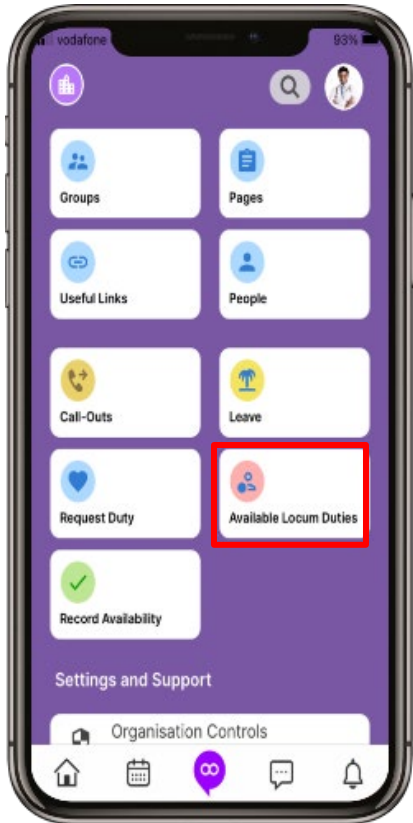 vodafone 93%
Groups Pages
Useful Links People
Call-Outs Leave
Request Duty Available Locum Duties
Record Availability
Settings and Support
Organisation Controls